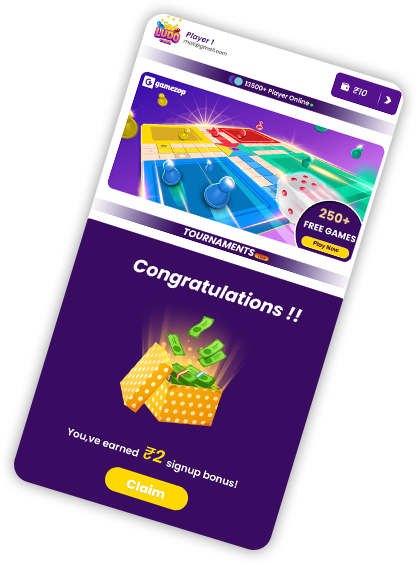 LUDO
Player 1
mail@gmail.com
₹10
13500+ Player Online
G gamezop
250+
FREE GAMES
Play Now
TOURNAMENTS
Congratulations !!
You,ve earned ₹2 signup bonus!
Claim